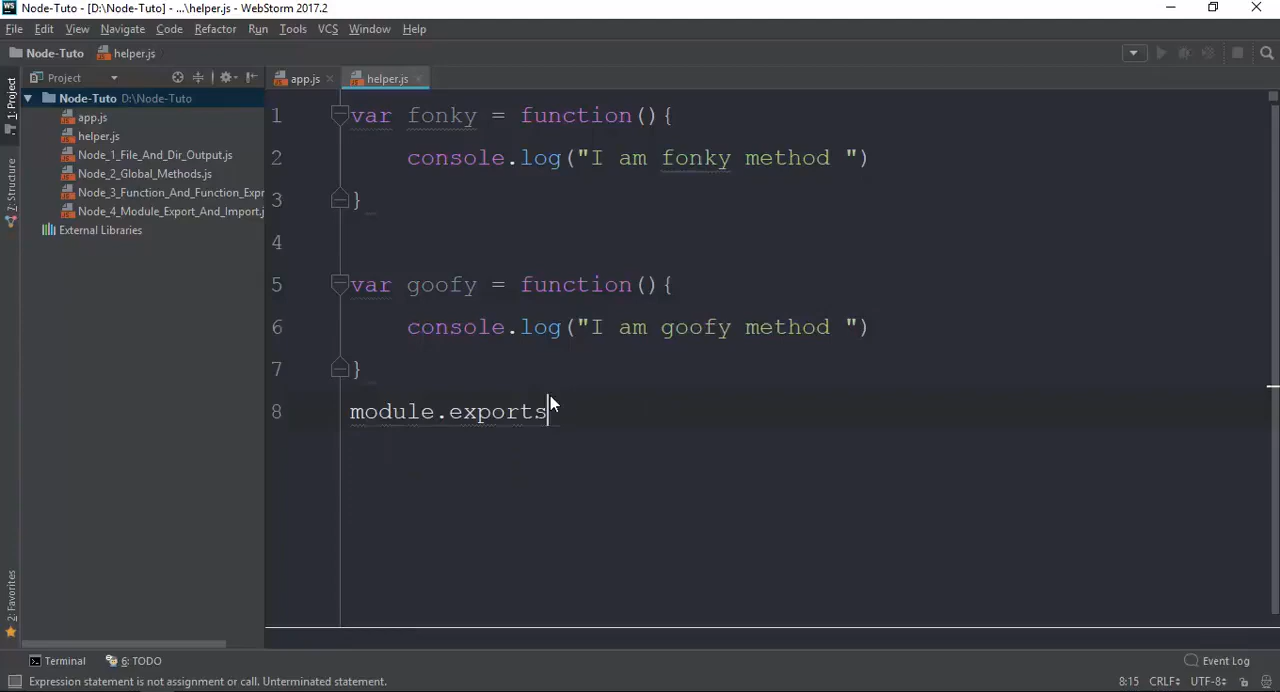 Node-Tuto - [D:\Node-Tuto] - ...\helper.js - WebStorm 2017.2
File Edit View Navigate Code Refactor Run Tools VCS Window Help
Node-Tuto helper.js
1: Project
Project
app.js helper.js
Node-Tuto D:\Node-Tuto
app.js
helper.js
Node_1_File_And_Dir_Output.js
Node_2_Global_Methods.js
Node_3_Function_And_Function_Expr
Node_4_Module_Export_And_Import.j
External Libraries
7: Structure
2: Favorites
1 var fonky = function(){
2 console.log("I am fonky method ")
3 }
4
5 var goofy = function(){
6 console.log("I am goofy method ")
7 }
8 module.exports
Terminal 6: TODO Event Log
Expression statement is not assignment or call. Unterminated statement. 8:15 CRLF UTF-8